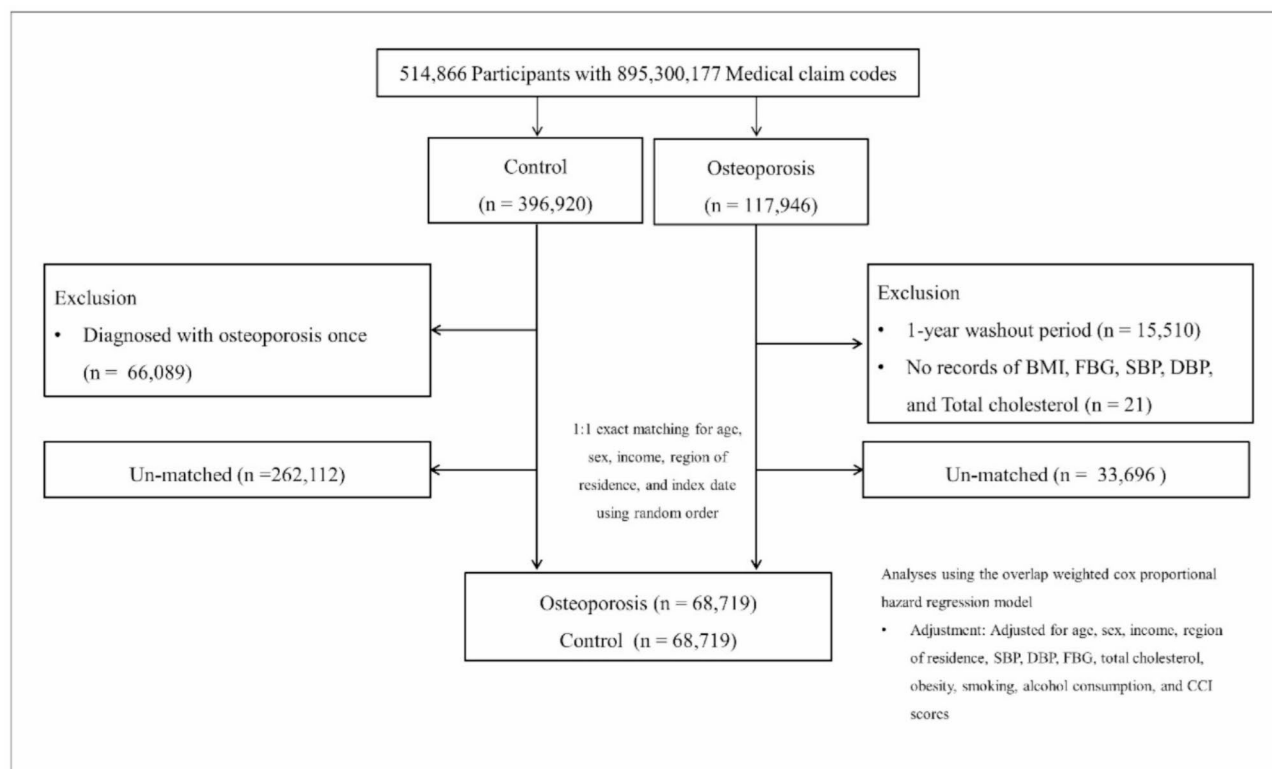 514,866 Participants with 895,300,177 Medical claim codes
Control
(n = 396,920)
Osteoporosis
(n = 117,946)
Exclusion
• Diagnosed with osteoporosis once
(n =  66,089)
Exclusion
• 1-year washout period (n = 15,510)
• No records of BMI, FBG, SBP, DBP,
and Total cholesterol (n = 21)
1:1 exact matching for age,
sex, income, region of
residence, and index date
using random order
Un-matched (n =262,112)
Un-matched (n =  33,696 )
Osteoporosis (n = 68,719)
Control  (n = 68,719)
Analyses using the overlap weighted cox proportional
hazard regression model
• Adjustment: Adjusted for age, sex, income, region
of residence, SBP, DBP, FBG, total cholesterol,
obesity, smoking, alcohol consumption, and CCI
scores